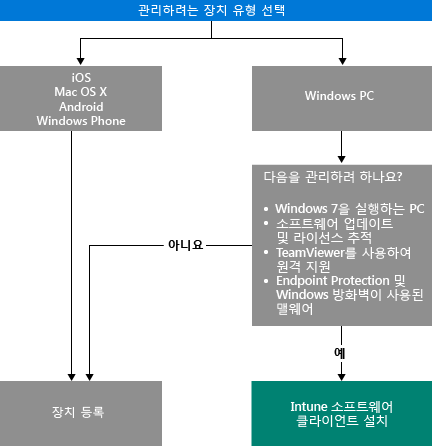 관리하려는 장치 유형 선택
iOS
Mac OS X
Android
Windows Phone
Windows PC
다음을 관리하려 하나요?
• Windows 7을 실행하는 PC
• 소프트웨어 업데이트
및 라이선스 추적
• TeamViewer를 사용하여
원격 지원
• Endpoint Protection 및
Windows 방화벽이 사용된
맬웨어
아니요
예
장치 등록
Intune 소프트웨어
클라이언트 설치